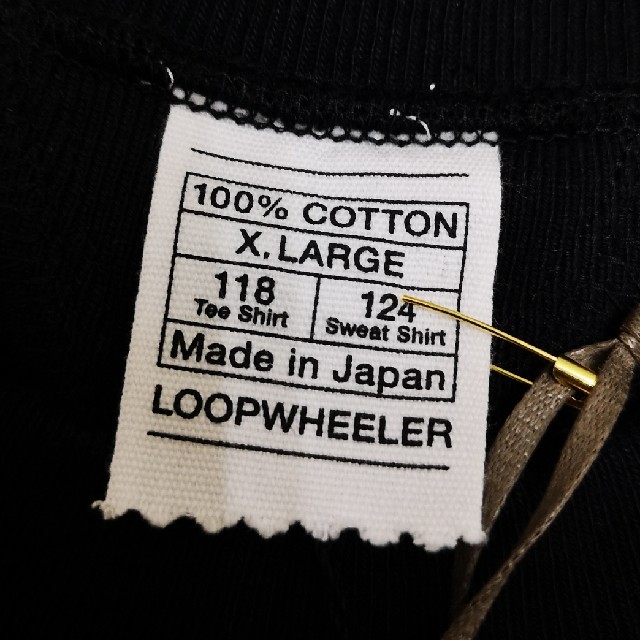 100% COTTON
X. LARGE
118 124
Tee Shirt Sweat Shirt
Made in Japan
LOOPWHEELER